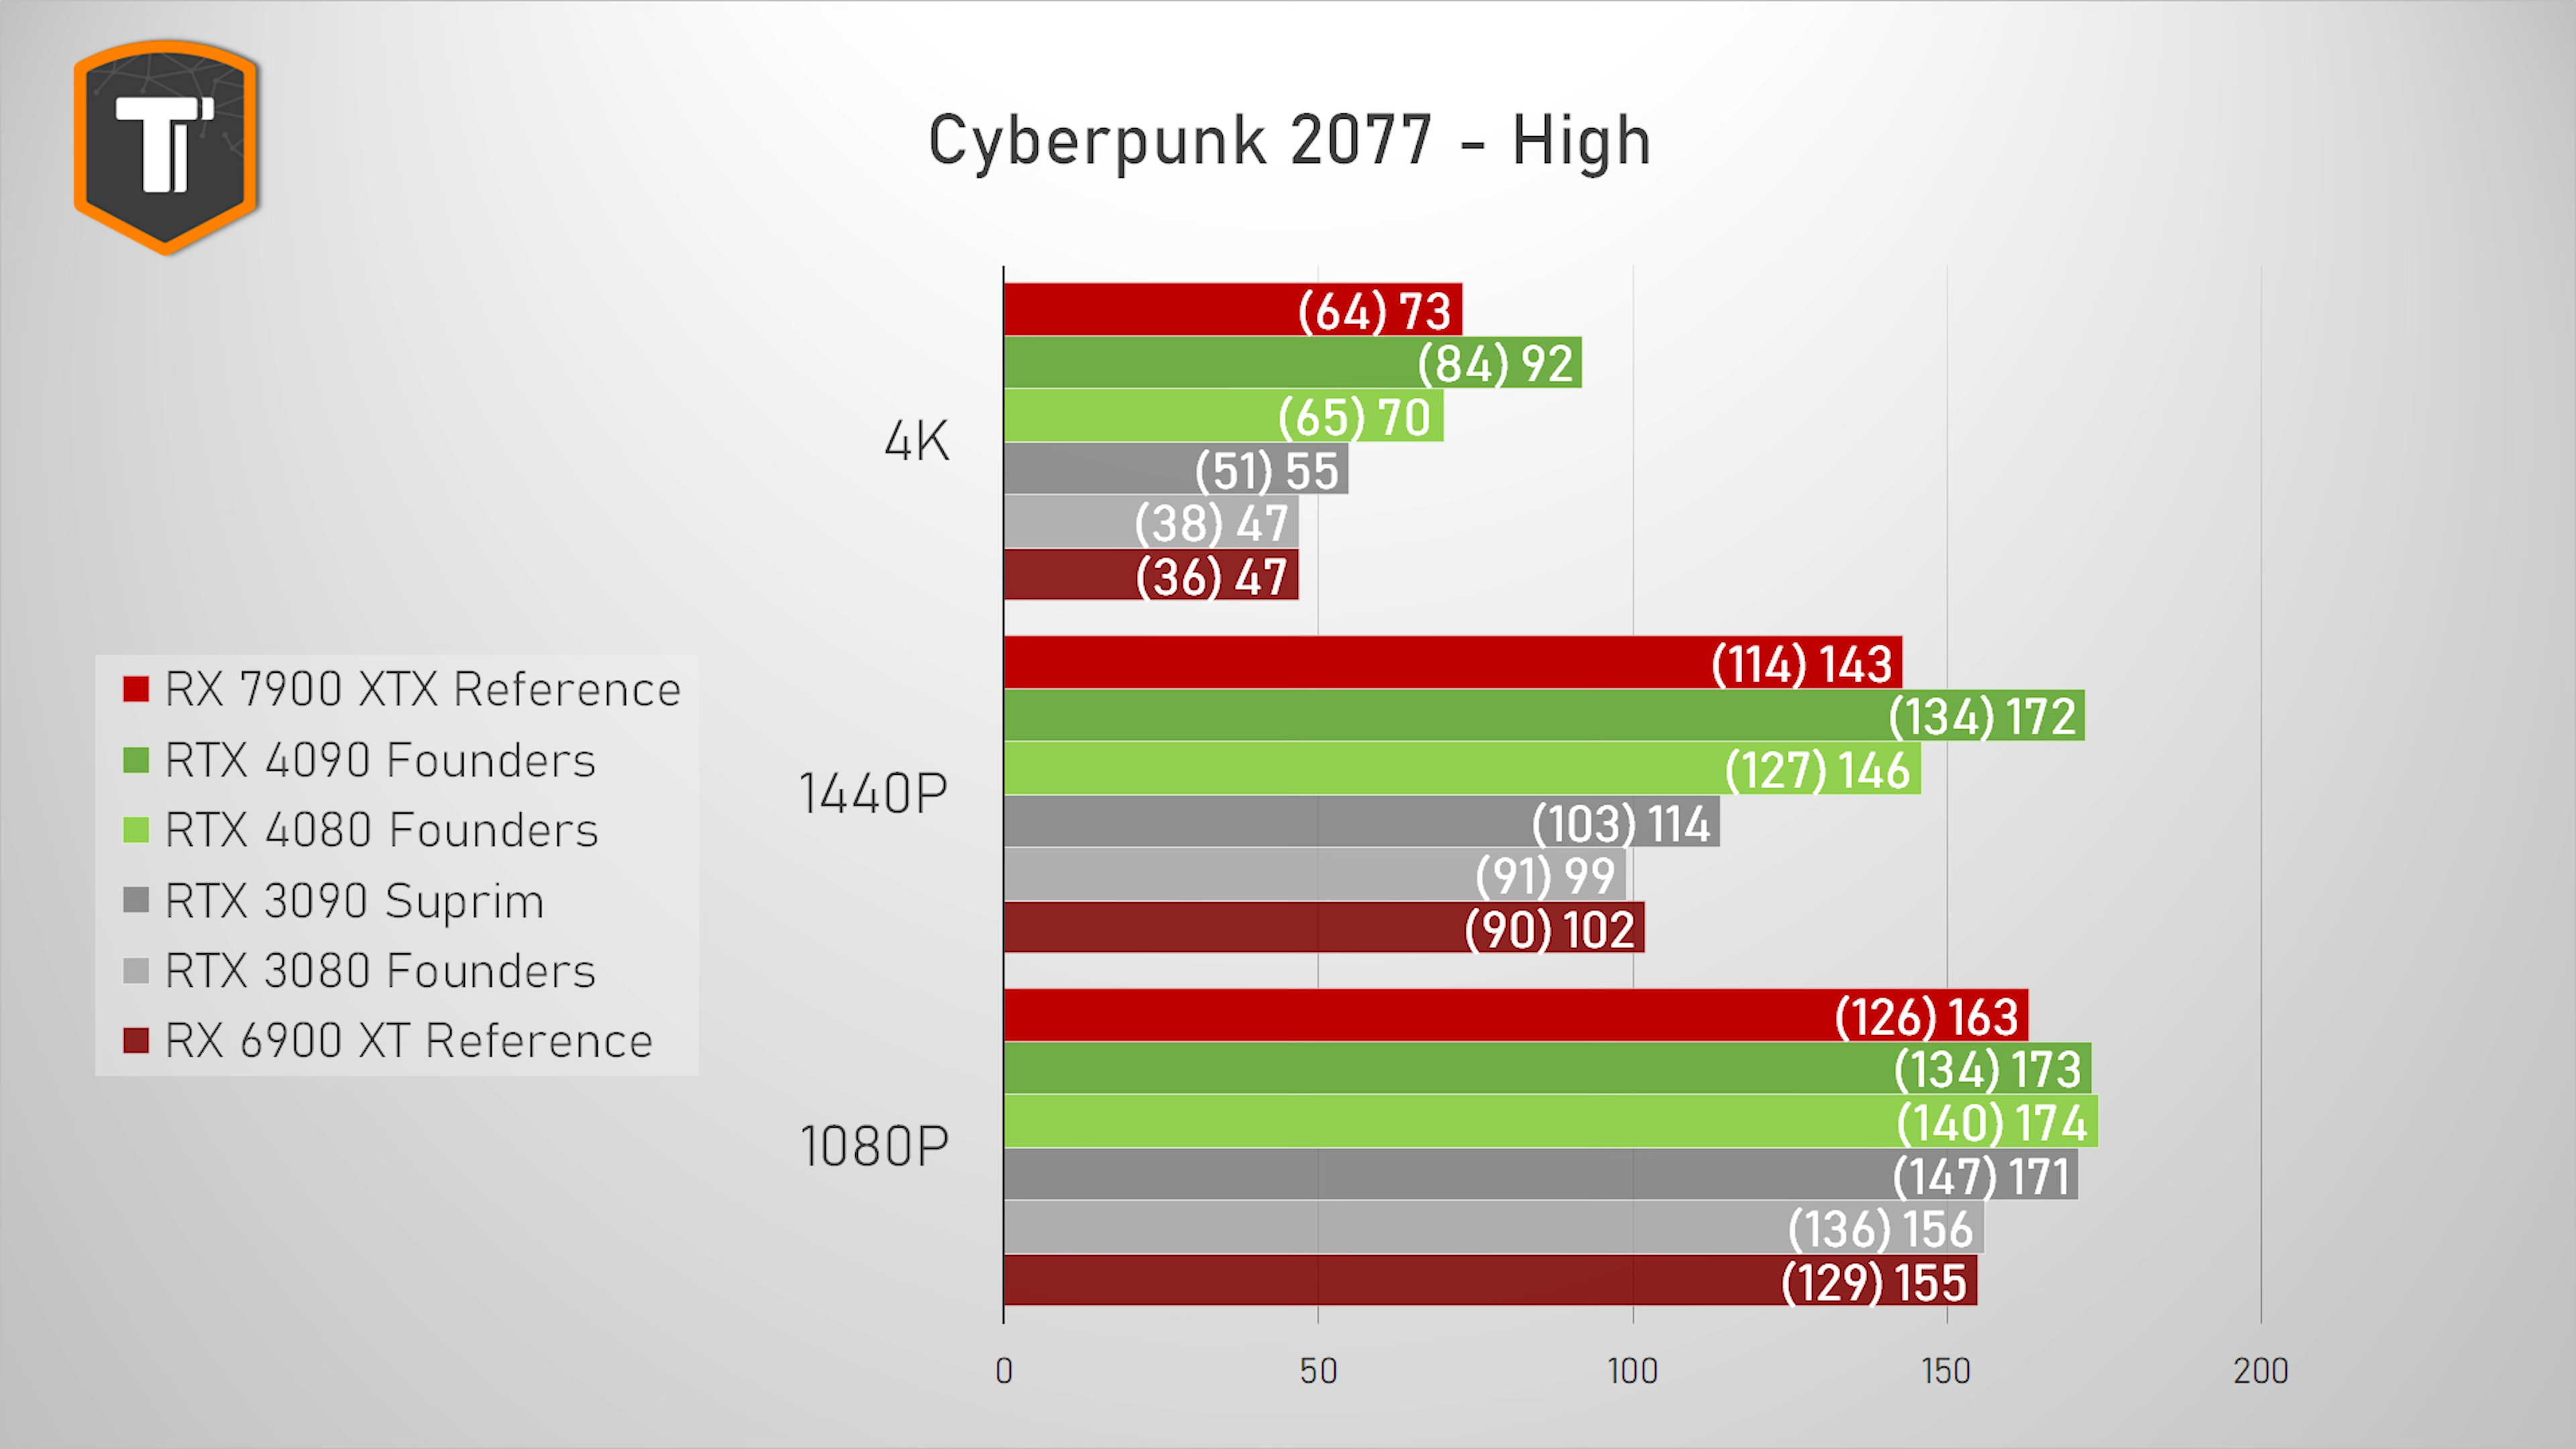 T
Cyberpunk 2077 - High
4K
(64) 73
(84) 92
(65) 70
(51) 55
(38) 47
(36) 47
1440P
(114) 143
(134) 172
(127) 146
(103) 114
(91) 99
(90) 102
1080P
(126) 163
(134) 173
(140) 174
(147) 171
(136) 156
(129) 155
0 50 100 150 200
RX 7900 XTX Reference
RTX 4090 Founders
RTX 4080 Founders
RTX 3090 Suprim
RTX 3080 Founders
RX 6900 XT Reference